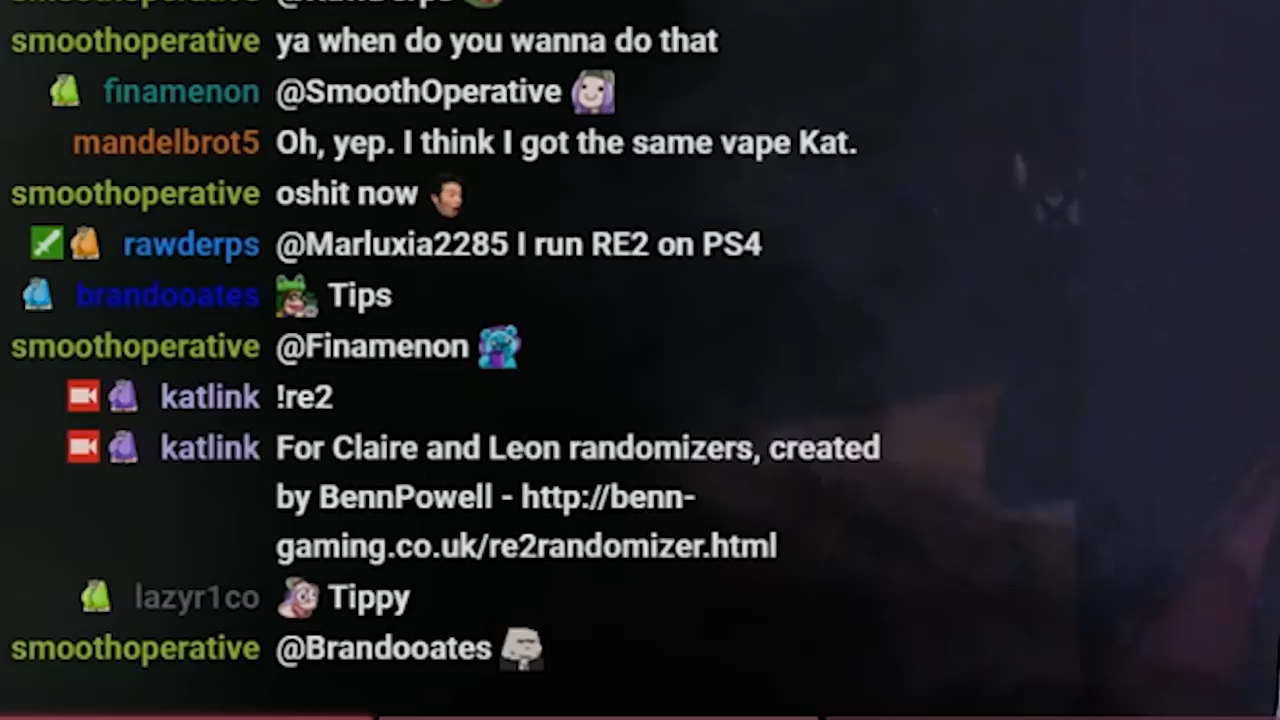 smoothoperative ya when do you wanna do that
finamenon @SmoothOperative
mandelbrot5 Oh, yep. I think I got the same vape Kat.
smoothoperative oshit now
rawderps @Marluxia2285 I run RE2 on PS4
brandooates Tips
smoothoperative @Finamenon
katlink !re2
katlink For Claire and Leon randomizers, created
by BennPowell - http://benn-
gaming.co.uk/re2randomizer.html
lazyr1co Tippy
smoothoperative @Brandooates